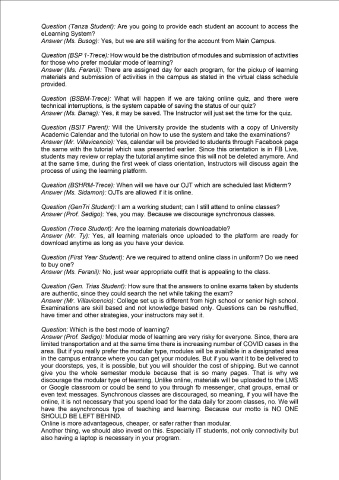 Question (Tanza Student): Are you going to provide each student an account to access the
eLearning System?
Answer (Ms. Busog): Yes, but we are still waiting for the account from Main Campus.
Question (BSP 1-Trece): How would be the distribution of modules and submission of activities
for those who prefer modular mode of learning?
Answer (Ms. Feranil): There are assigned day for each program, for the pickup of learning
materials and submission of activities in the campus as stated in the virtual class schedule
provided.
Question (BSBM-Trece): What will happen if we are taking online quiz, and there were
technical interruptions, is the system capable of saving the status of our quiz?
Answer (Ms. Banag): Yes, it may be saved. The Instructor will just set the time for the quiz.
Question (BSIT Parent): Will the University provide the students with a copy of University
Academic Calendar and the tutorial on how to use the system and take the examinations?
Answer (Mr. Villavicencio): Yes, calendar will be provided to students through Facebook page
the same with the tutorial which was presented earlier. Since this orientation is in FB Live,
students may review or replay the tutorial anytime since this will not be deleted anymore. And
at the same time, during the first week of class orientation, Instructors will discuss again the
process of using the learning platform.
Question (BSHRM-Trece): When will we have our OJT which are scheduled last Midterm?
Answer (Ms. Sidamon): OJTs are allowed if it is online.
Question (GenTri Student): I am a working student; can I still attend to online classes?
Answer (Prof. Sedigo): Yes, you may. Because we discourage synchronous classes.
Question (Trece Student): Are the learning materials downloadable?
Answer (Mr. Ty): Yes, all learning materials once uploaded to the platform are ready for
download anytime as long as you have your device.
Question (First Year Student): Are we required to attend online class in uniform? Do we need
to buy one?
Answer (Ms. Feranil): No, just wear appropriate outfit that is appealing to the class.
Question (Gen. Trias Student): How sure that the answers to online exams taken by students
are authentic, since they could search the net while taking the exam?
Answer (Mr. Villavicencio): College set up is different from high school or senior high school.
Examinations are skill based and not knowledge based only. Questions can be reshuffled,
have timer and other strategies, your instructors may set it.
Question: Which is the best mode of learning?
Answer (Prof. Sedigo): Modular mode of learning are very risky for everyone. Since, there are
limited transportation and at the same time there is increasing number of COVID cases in the
area. But if you really prefer the modular type, modules will be available in a designated area
in the campus entrance where you can get your modules. But if you want it to be delivered to
your doorsteps, yes, it is possible, but you will shoulder the cost of shipping. But we cannot
give you the whole semester module because that is so many pages. That is why we
discourage the modular type of learning. Unlike online, materials will be uploaded to the LMS
or Google classroom or could be send to you through fb messenger, chat groups, email or
even text messages. Synchronous classes are discouraged, so meaning, if you will have the
online, it is not necessary that you spend load for the data daily for zoom classes, no. We will
have the asynchronous type of teaching and learning. Because our motto is NO ONE
SHOULD BE LEFT BEHIND.
Online is more advantageous, cheaper, or safer rather than modular.
Another thing, we should also invest on this. Especially IT students, not only connectivity but
also having a laptop is necessary in your program.